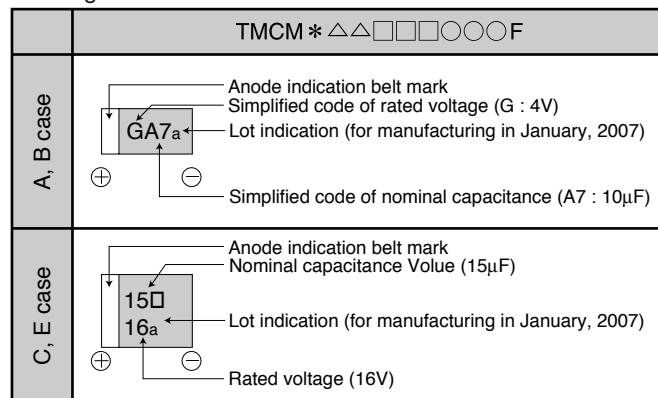 TMCM * △△□□□○○○ F
A, B case
Anode indication belt mark
Simplified code of rated voltage (G : 4V)
GA7a
Lot indication (for manufacturing in January, 2007)
⊕ ⊖
Simplified code of nominal capacitance (A7 : 10μF)
C, E case
Anode indication belt mark
Nominal capacitance Volue (15μF)
15□
16a
Lot indication (for manufacturing in January, 2007)
⊕ ⊖
Rated voltage (16V)